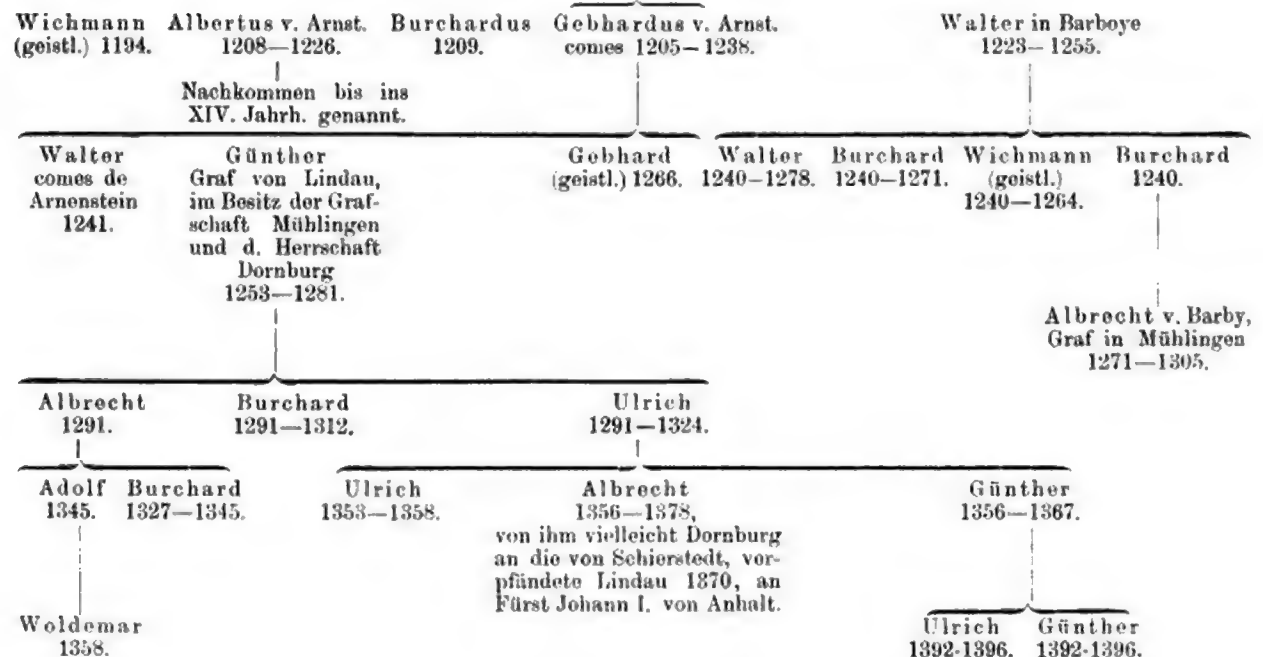 Wichmann
(geistl.) 1194.
Albertus v. Arnst.
1208—1226.
Burchardus
1209.
Gebhardus v. Arnst.
comes 1205—1238.
Walter in Barboye
1223—1255.
Nachkommen bis ins
XIV. Jahrh. genannt.
Walter
comes de
Arnenstein
1241.
Günther
Graf von Lindau,
im Besitz der Graf-
schaft Mühlingen
und d. Herrschaft
Dornburg
1253—1281.
Gebhard
(geistl.) 1266.
Walter
1240—1278.
Burchard
1240—1271.
Wichmann
(geistl.)
1240—1264.
Burchard
1240.
Albrecht v. Barby,
Graf in Mühlingen
1271—1305.
Albrecht
1291.
Burchard
1291—1312.
Ulrich
1291—1324.
Adolf
1345.
Burchard
1327—1345.
Ulrich
1353—1358.
Albrecht
1356—1378,
von ihm vielleicht Dornburg
an die von Schierstedt, ver-
pfändete Lindau 1370, an
Fürst Johann I. von Anhalt.
Günther
1356—1367.
Woldemar
1358.
Ulrich
1392-1396.
Günther
1392-1396.